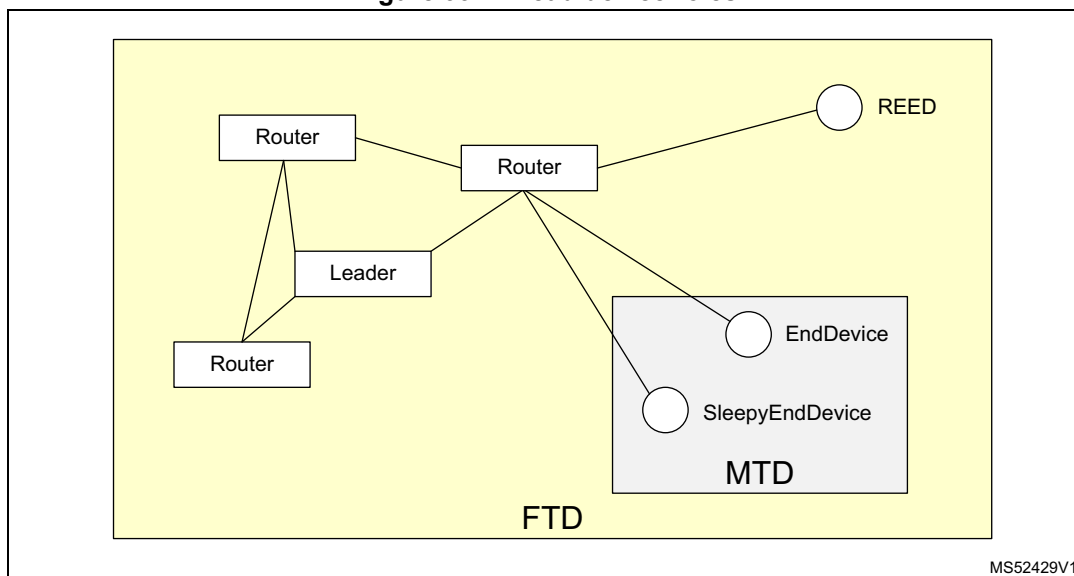 Router
REED
Router
Leader
EndDevice
Router
SleepyEndDevice
MTD
FTD
MS52429V1